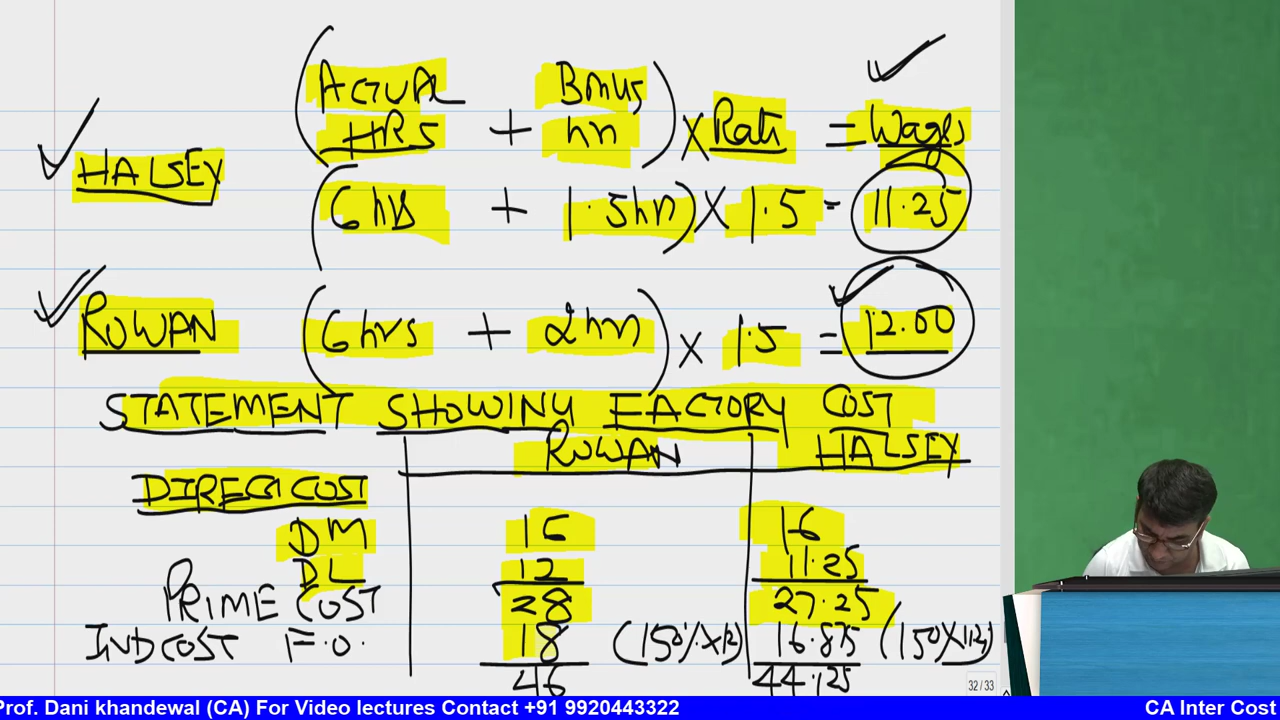 ACTUAL HRS + Bonus hrs × Rate = Wages
HALSEY
(6 hrs + 1.5 hrs) × 1.5 = 11.25
ROWAN (6 hrs + 2 hrs) × 1.5 = 12.00
STATEMENT SHOWING FACTORY COST
ROWAN HALSEY
DIRECT COST
DM 16 16
DL 12 11.25
PRIME COST 28 27.25
IND COST F.O. 18 (150% × 12) 16.875 (150 ×
46 44.125
32 / 33
Prof. Dani khandewal (CA) For Video lectures Contact +91 9920443322
CA Inter Cost